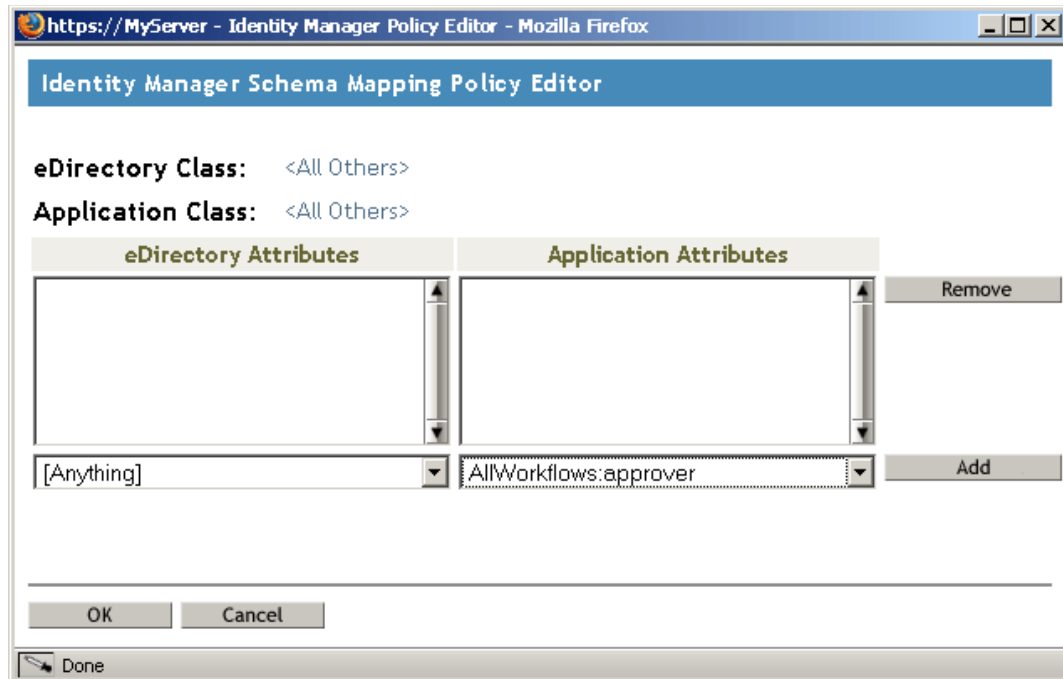 https://MyServer - Identity Manager Policy Editor - Mozilla Firefox
Identity Manager Schema Mapping Policy Editor
eDirectory Class: <All Others>
Application Class: <All Others>
eDirectory Attributes Application Attributes
Remove
[Anything] AllWorkflows:approver Add
OK Cancel
Done